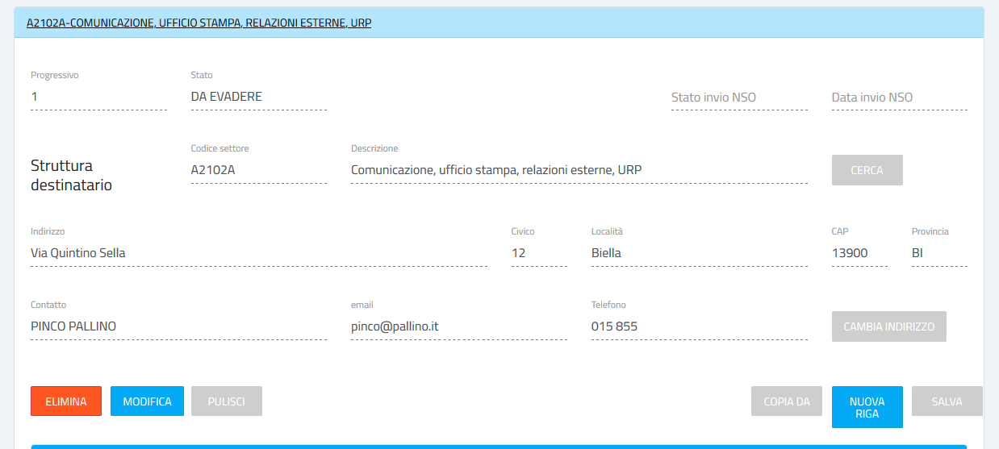 A2102A-COMUNICAZIONE, UFFICIO STAMPA, RELAZIONI ESTERNE, URP
Progressivo Stato
1 DA EVADERE Stato invio NSO Data invio NSO
Codice settore Descrizione
Struttura
destinatario
A2102A Comunicazione, ufficio stampa, relazioni esterne, URP CERCA
Indirizzo Civico Località CAP Provincia
Via Quintino Sella 12 Biella 13900 BI
Contatto email Telefono
PINCO PALLINO pinco@pallino.it 015 855 CAMBIA INDIRIZZO
ELIMINA MODIFICA PULISCI COPIA DA NUOVA
RIGA SALVA